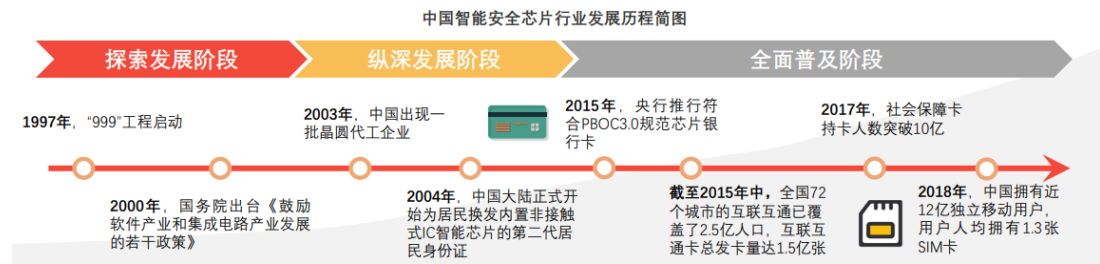 中国智能安全芯片行业发展历程简图
探索发展阶段
纵深发展阶段
全面普及阶段
1997年，“999”工程启动
2000年，国务院出台《鼓励
软件产业和集成电路产业发展
的若干政策》
2003年，中国出现一
批晶圆代工企业
2004年，中国大陆正式开
始为居民换发内置非接触
式IC智能芯片的第二代居
民身份证
2015年，央行推行符
合PBOC3.0规范芯片银
行卡
截至2015年中，全国72
个城市的互联互通已覆
盖了2.5亿人口，互联互
通卡总发卡量达1.5亿张
2017年，社会保障卡
持卡人数突破10亿
2018年，中国拥有近
12亿独立移动用户，
用户人均拥有1.3张
SIM卡